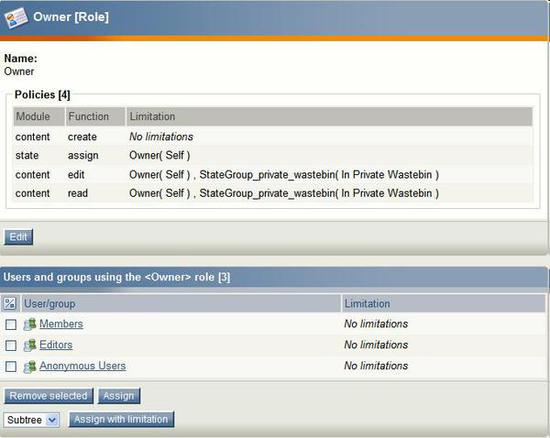 Owner [Role]
Name:
Owner
Policies [4]
Module Function Limitation
content create No limitations
state assign Owner( Self )
content edit Owner( Self ) , StateGroup_private_wastebin( In Private Wastebin )
content read Owner( Self ) , StateGroup_private_wastebin( In Private Wastebin )
Edit
Users and groups using the <Owner> role [3]
User/group Limitation
Members No limitations
Editors No limitations
Anonymous Users No limitations
Remove selected Assign
Subtree Assign with limitation